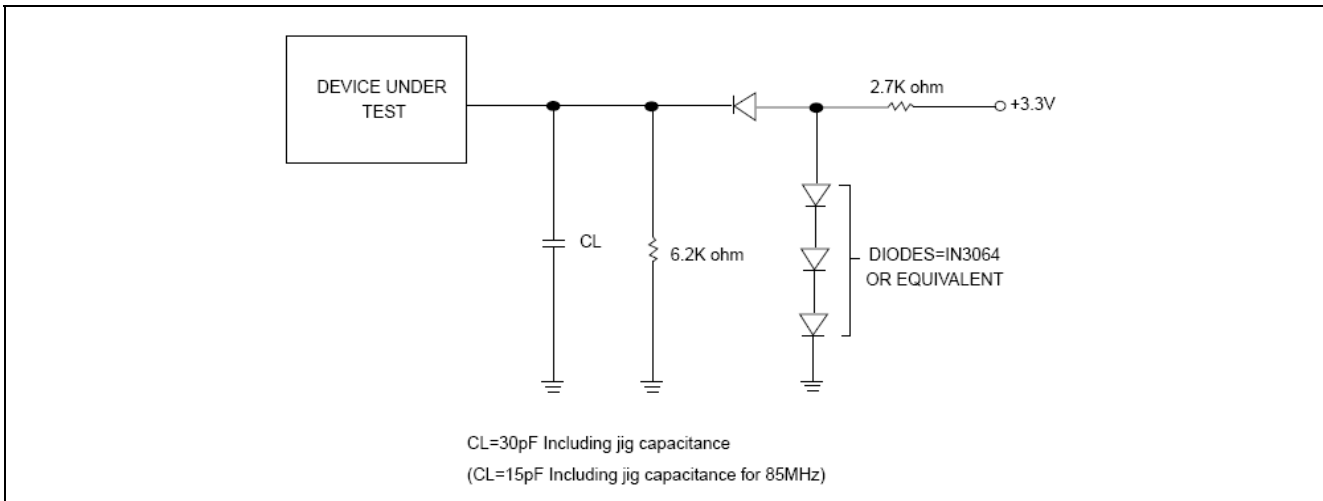 DEVICE UNDER
TEST
2.7K ohm
+3.3V
CL
6.2K ohm
DIODES=IN3064
OR EQUIVALENT
CL=30pF Including jig capacitance
(CL=15pF Including jig capacitance for 85MHz)